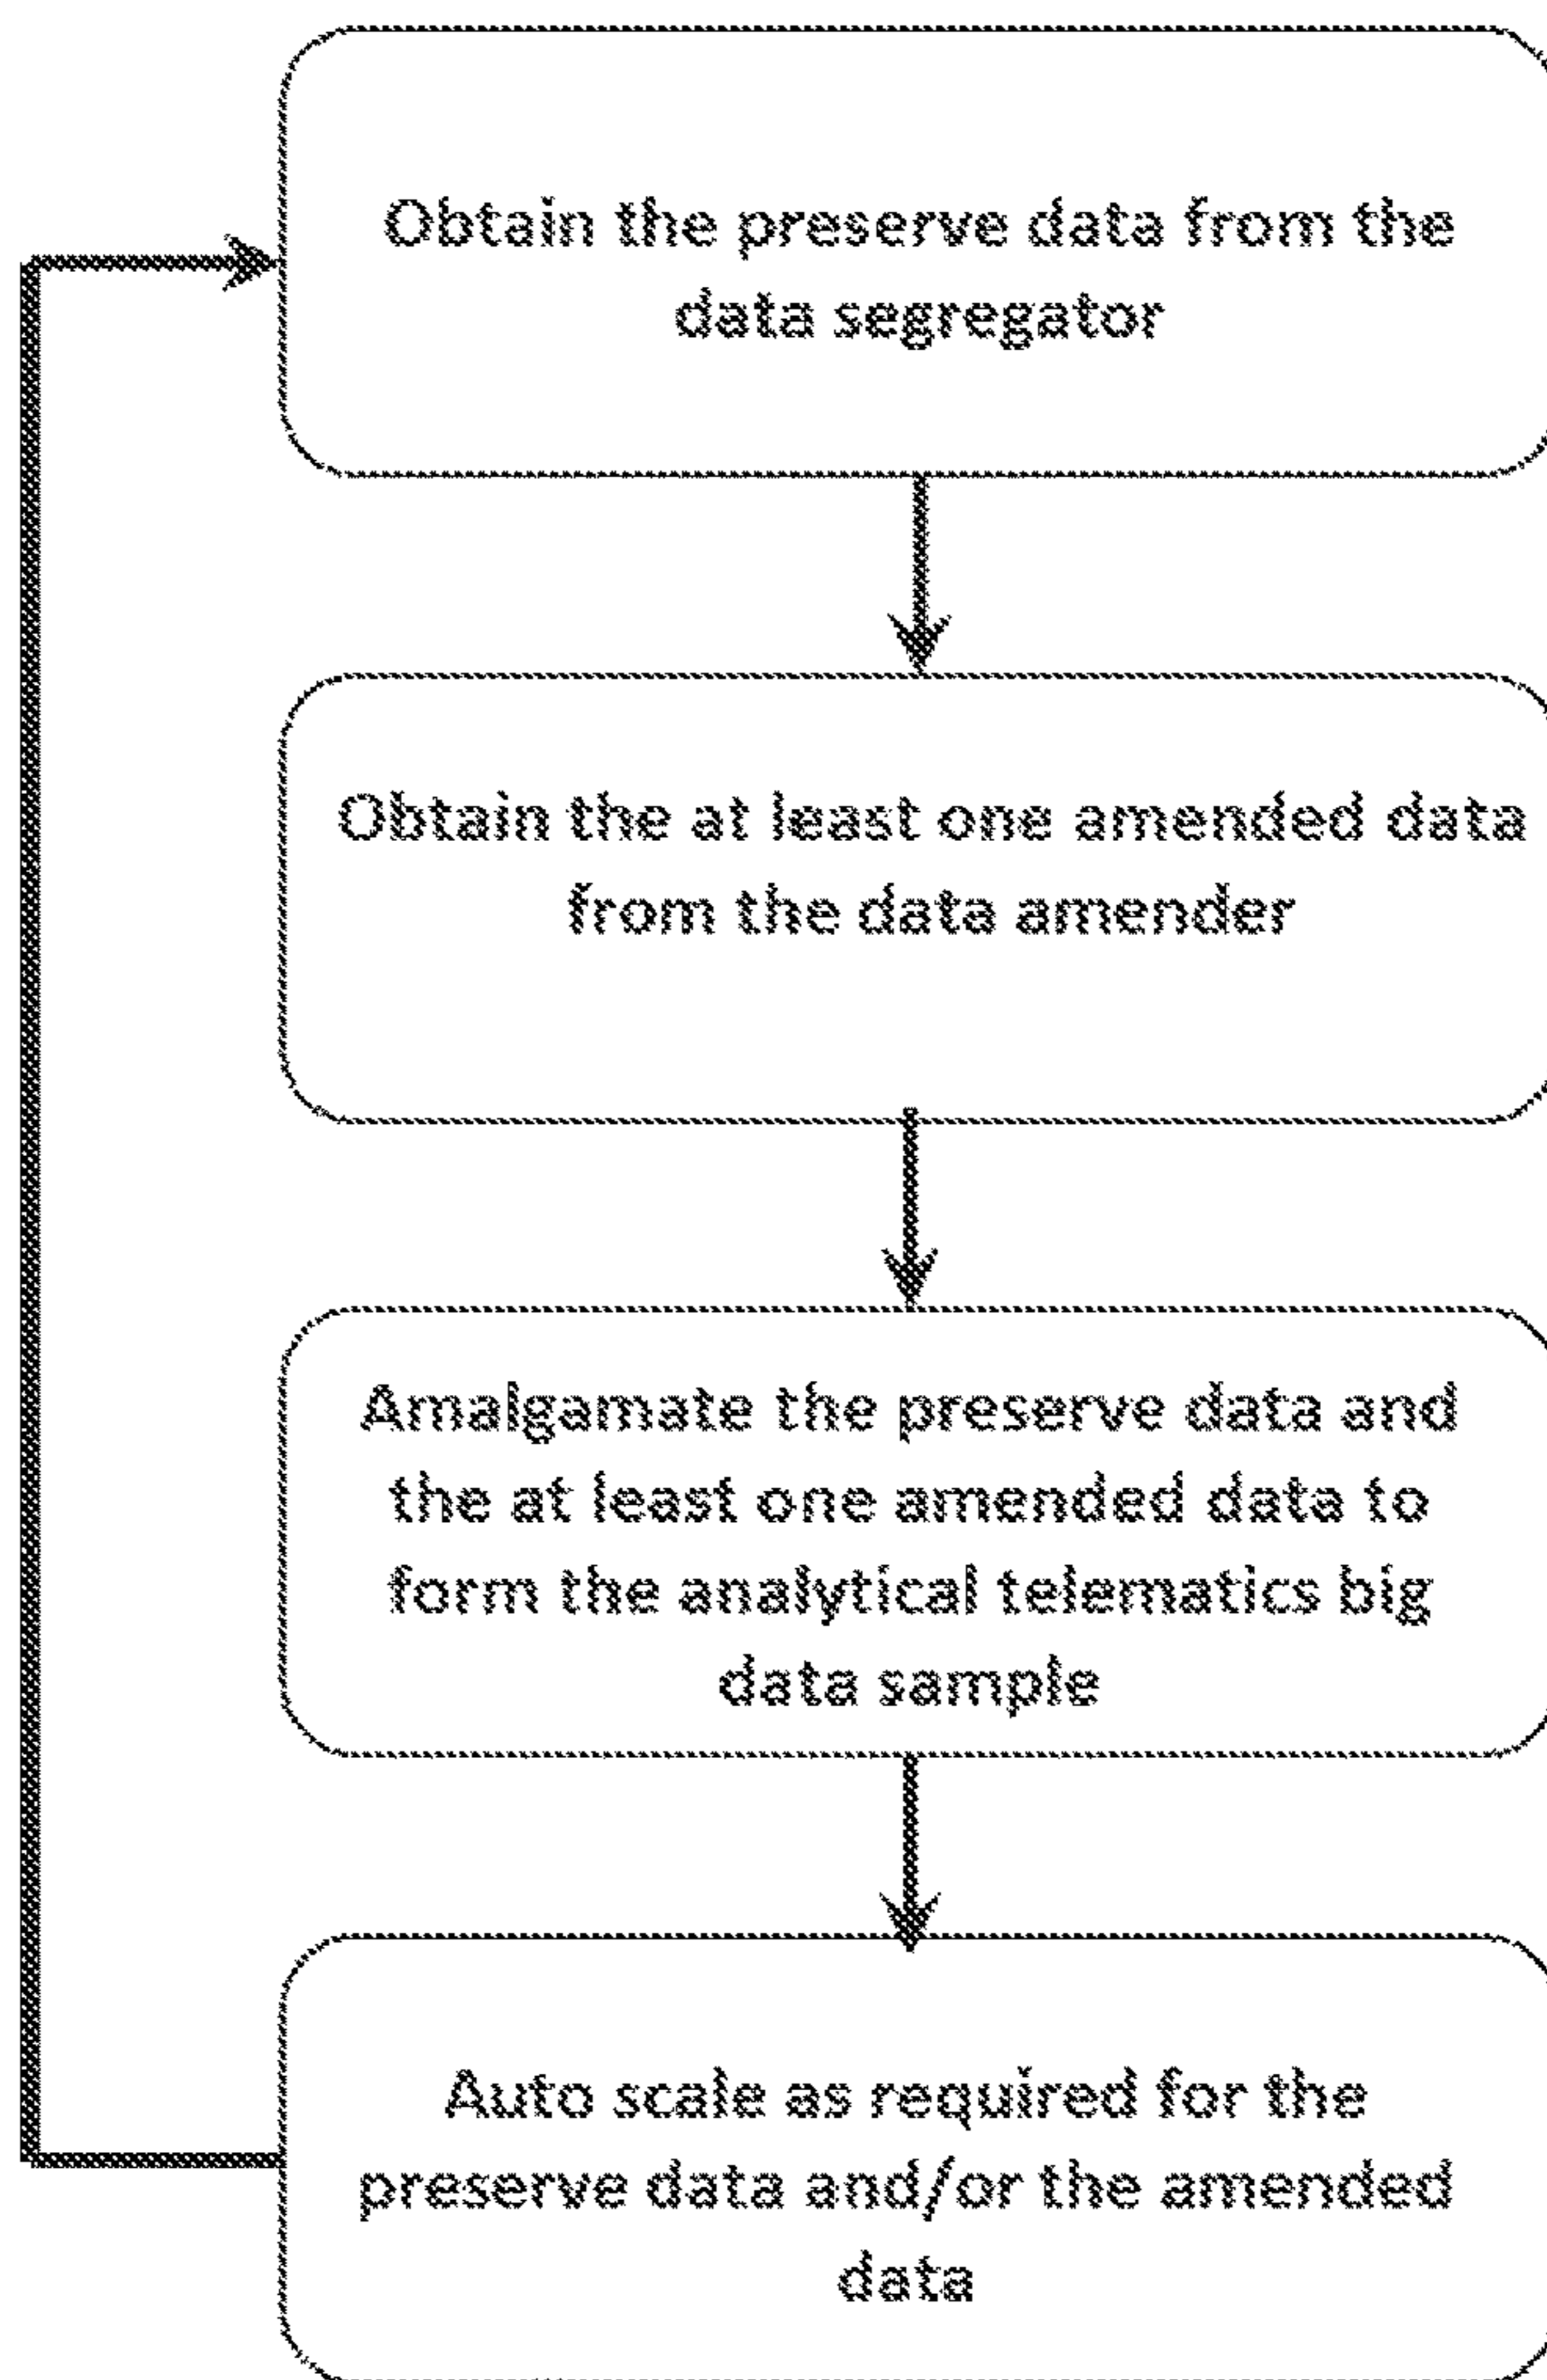 Obtain the preserve data from the
data segregator
Obtain the at least one amended data
from the data amender
Amalgamate the preserve data and
the at least one amended data to
form the analytical telematics big
data sample
Auto scale as required for the
preserve data and/or the amended
data